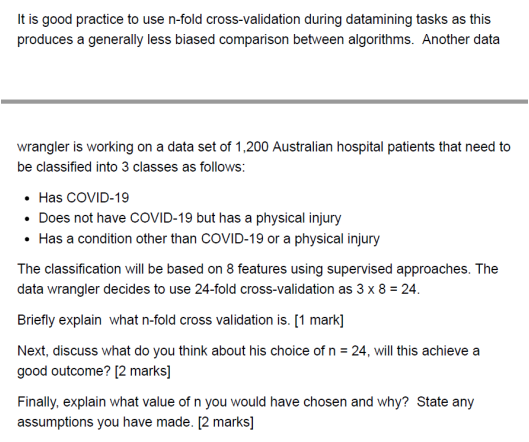 It is good practice to use n-fold cross-validation during datamining tasks as this
produces a generally less biased comparison between algorithms.  Another data
wrangler is working on a data set of 1,200 Australian hospital patients that need to
be classified into 3 classes as follows:
• Has COVID-19
• Does not have COVID-19 but has a physical injury
• Has a condition other than COVID-19 or a physical injury
The classification will be based on 8 features using supervised approaches. The
data wrangler decides to use 24-fold cross-validation as 3 x 8 = 24.
Briefly explain  what n-fold cross validation is. [1 mark]
Next, discuss what do you think about his choice of n = 24, will this achieve a
good outcome? [2 marks]
Finally, explain what value of n you would have chosen and why?  State any
assumptions you have made. [2 marks]